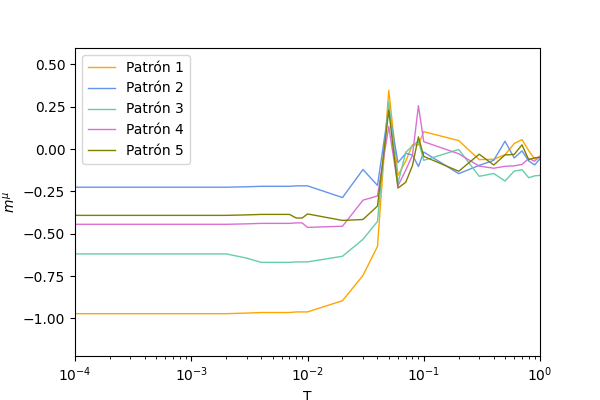 0.50
0.25
0.00
−0.25
−0.50
−0.75
−1.00
m^μ
Patrón 1
Patrón 2
Patrón 3
Patrón 4
Patrón 5
10^−4
10^−3
10^−2
10^−1
10^0
T